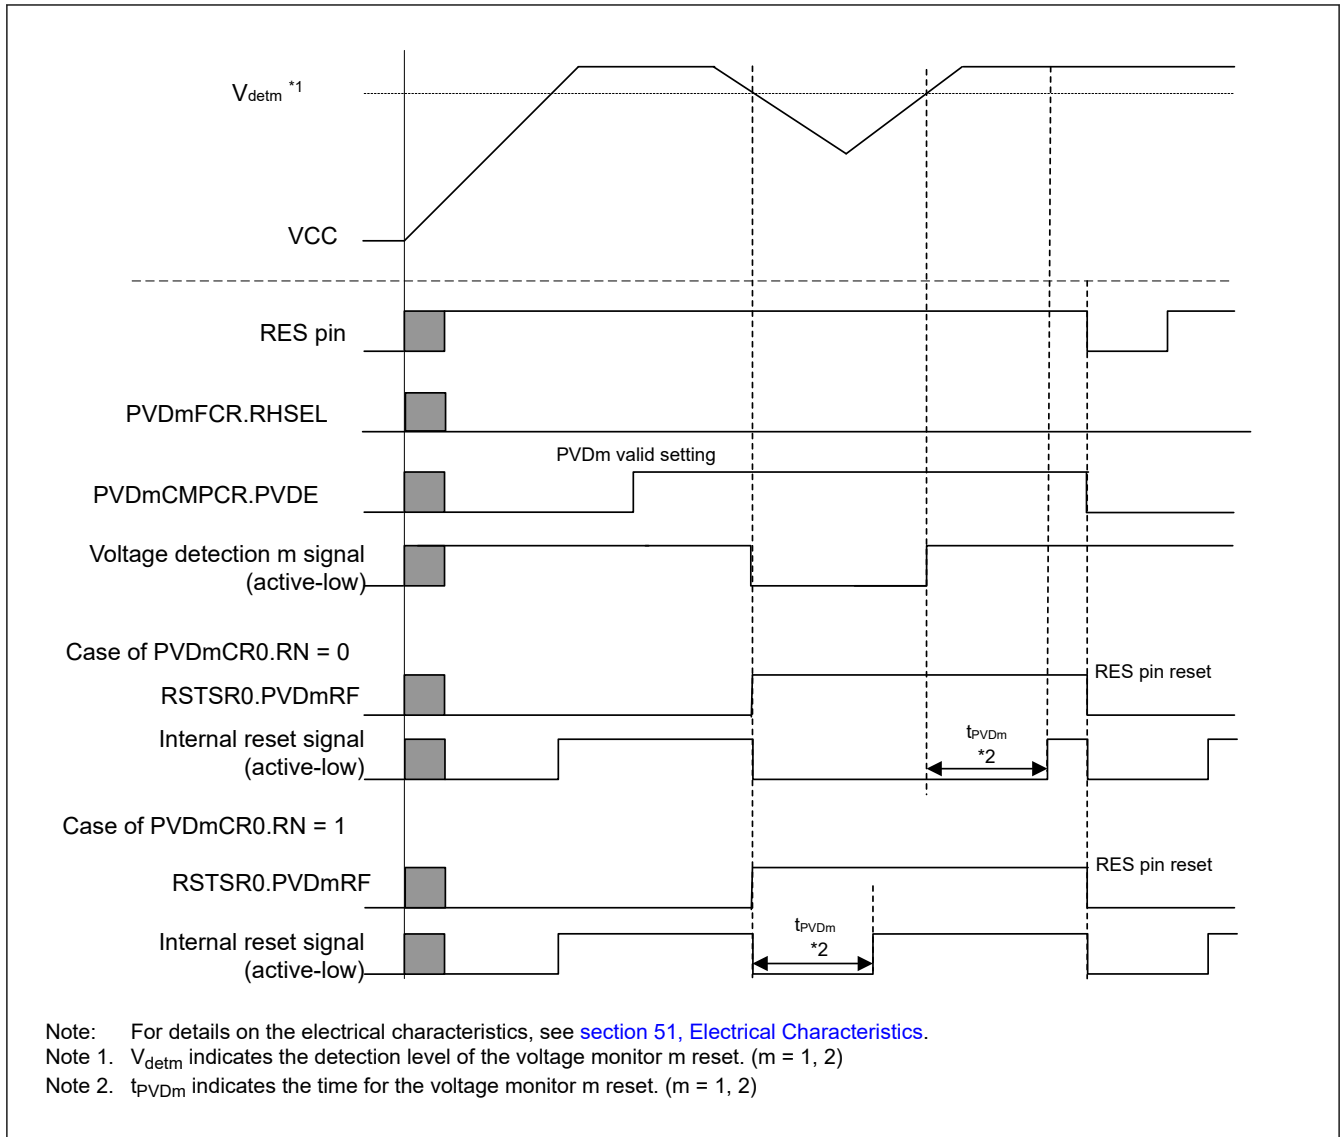 Vdetm *1
VCC
RES pin
PVDmFCR.RHSEL
PVDm valid setting
PVDmCMPCR.PVDE
Voltage detection m signal
(active-low)
Case of PVDmCR0.RN = 0
RSTSR0.PVDmRF
RES pin reset
Internal reset signal
(active-low)
tPVDm
*2
Case of PVDmCR0.RN = 1
RSTSR0.PVDmRF
RES pin reset
Internal reset signal
(active-low)
tPVDm
*2
Note: For details on the electrical characteristics, see section 51, Electrical Characteristics.
Note 1. Vdetm indicates the detection level of the voltage monitor m reset. (m = 1, 2)
Note 2. tPVDm indicates the time for the voltage monitor m reset. (m = 1, 2)